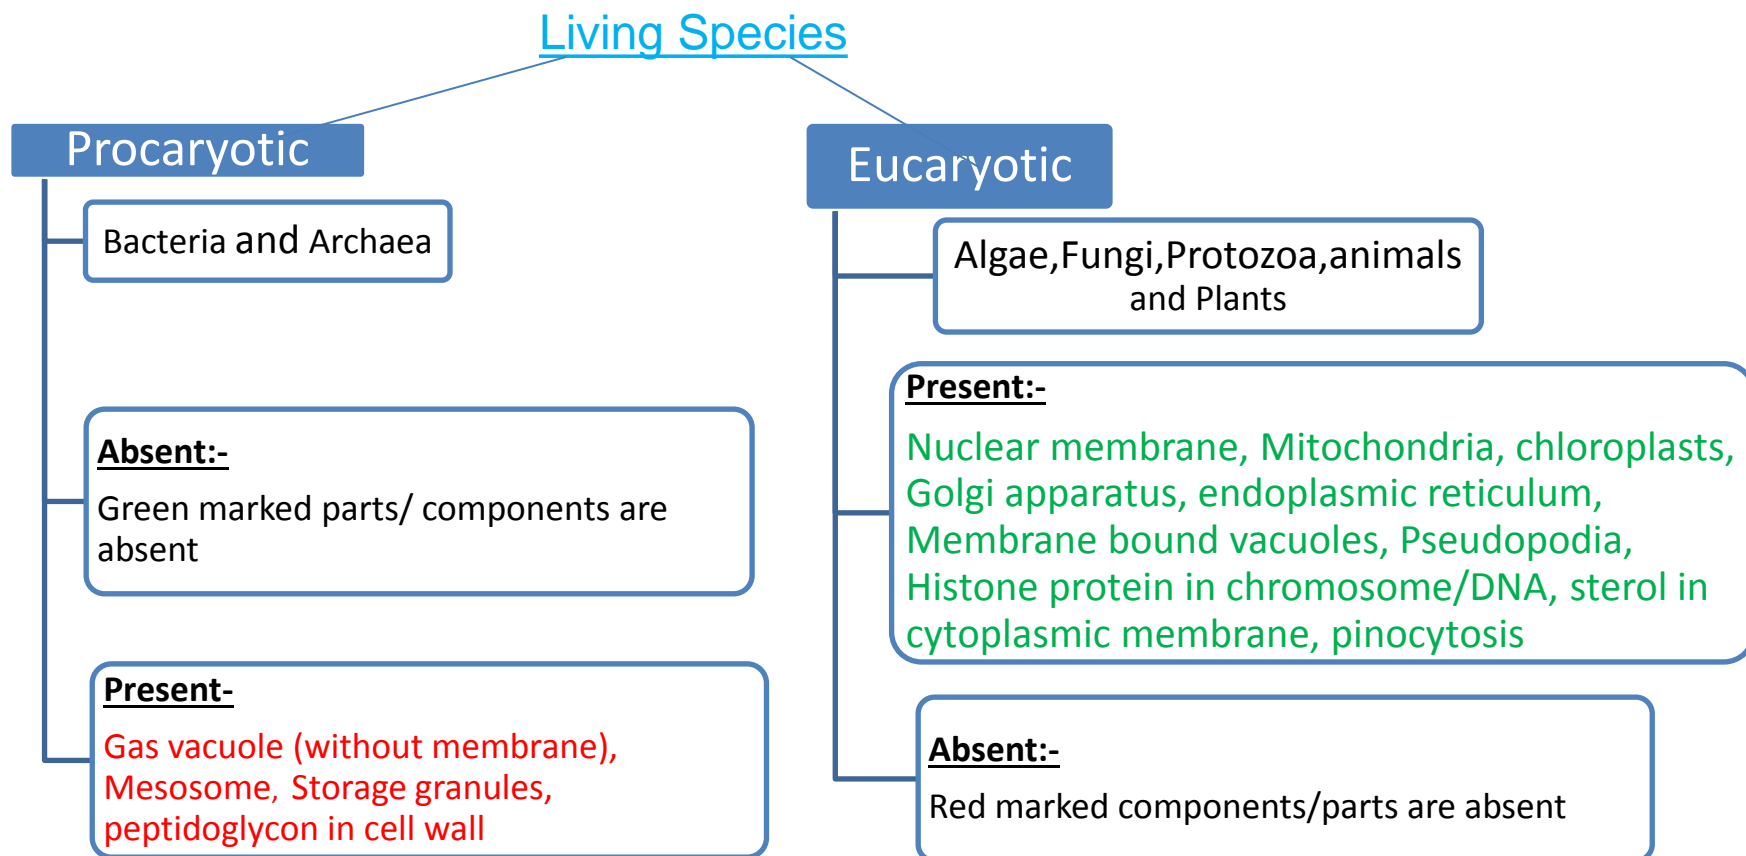 Living Species
Procaryotic
Bacteria and Archaea
Absent:-
Green marked parts/ components are
absent
Present-
Gas vacuole (without membrane),
Mesosome, Storage granules,
peptidoglycon in cell wall
Eucaryotic
Algae,Fungi,Protozoa,animals
and Plants
Present:-
Nuclear membrane, Mitochondria, chloroplasts,
Golgi apparatus, endoplasmic reticulum,
Membrane bound vacuoles, Pseudopodia,
Histone protein in chromosome/DNA, sterol in
cytoplasmic membrane, pinocytosis
Absent:-
Red marked components/parts are absent